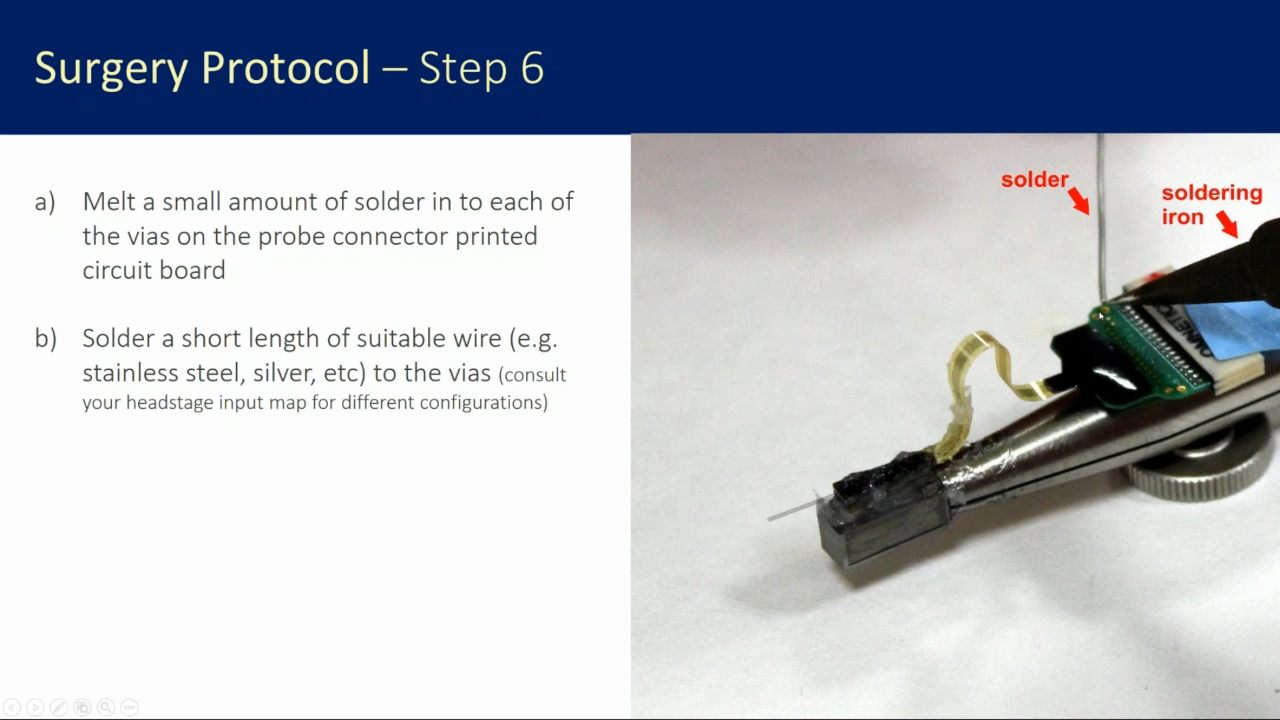 Surgery Protocol – Step 6
a) Melt a small amount of solder in to each of
the vias on the probe connector printed
circuit board
b) Solder a short length of suitable wire (e.g.
stainless steel, silver, etc) to the vias (consult
your headstage input map for different configurations)
solder
soldering
iron